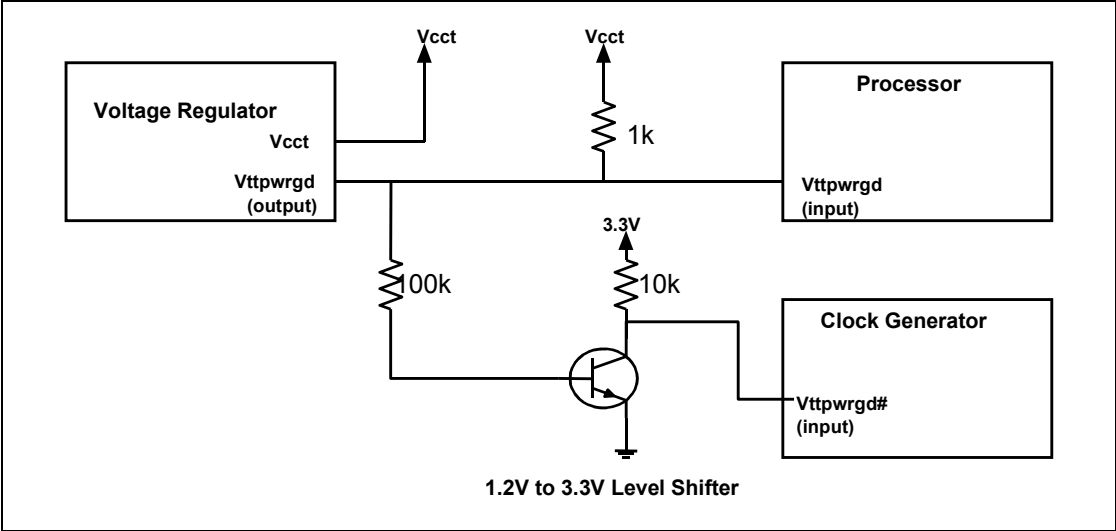 Vcct
Vcct
Voltage Regulator
Vcct
Vttpwrgd
(output)
1k
Processor
Vttpwrgd
(input)
3.3V
100k
10k
Clock Generator
Vttpwrgd#
(input)
1.2V to 3.3V Level Shifter